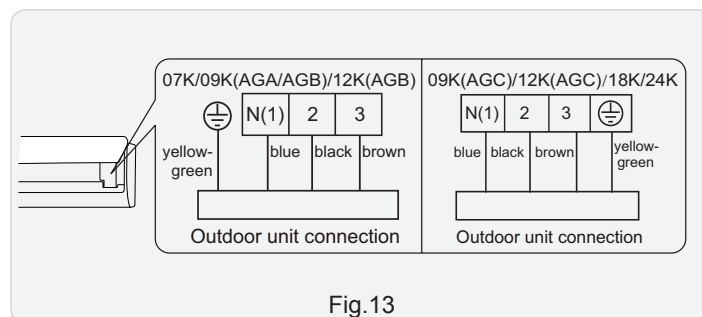 07K/09K(AGA/AGB)/12K(AGB)
N(1) 2 3
yellow-
green
blue black brown
Outdoor unit connection
09K(AGC)/12K(AGC)/18K/24K
N(1) 2 3
blue black brown
yellow-
green
Outdoor unit connection
Fig.13